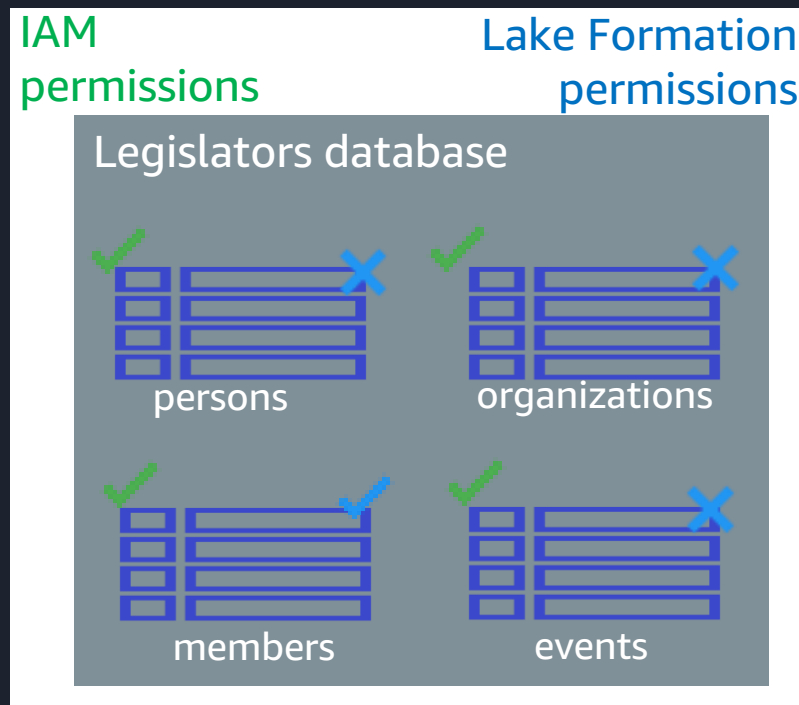 IAM
permissions
Lake Formation
permissions
Legislators database
persons
organizations
members
events